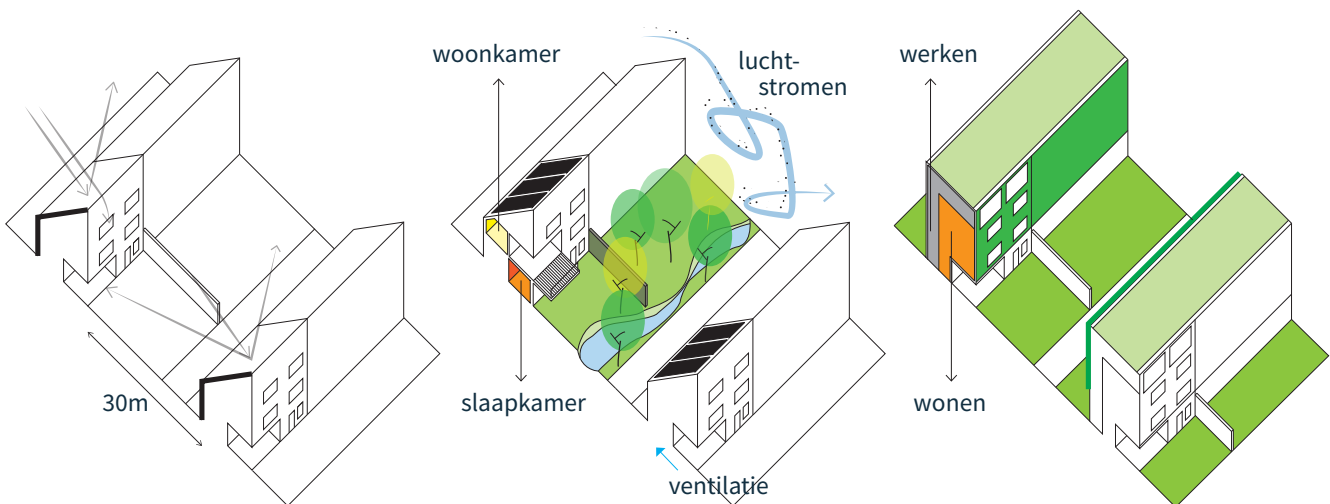 woonkamer
lucht-
stromen
werken
30m
slaapkamer
wonen
ventilatie